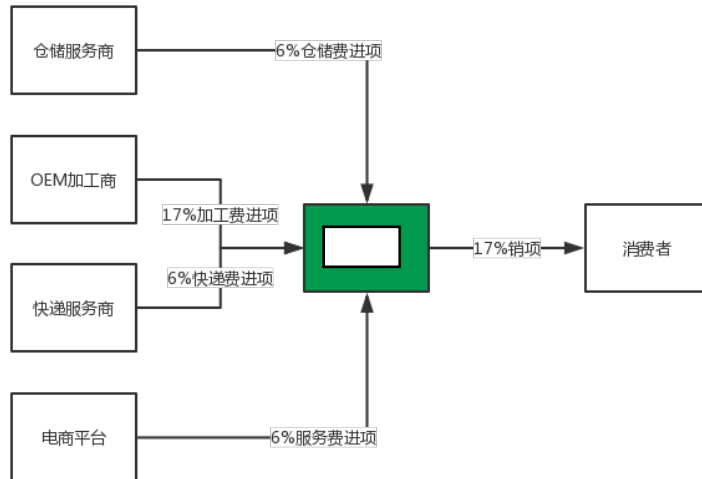 仓储服务商
6%仓储费进项
OEM加工商
17%加工费进项
17%销项
消费者
6%快递费进项
快递服务商
电商平台
6%服务费进项